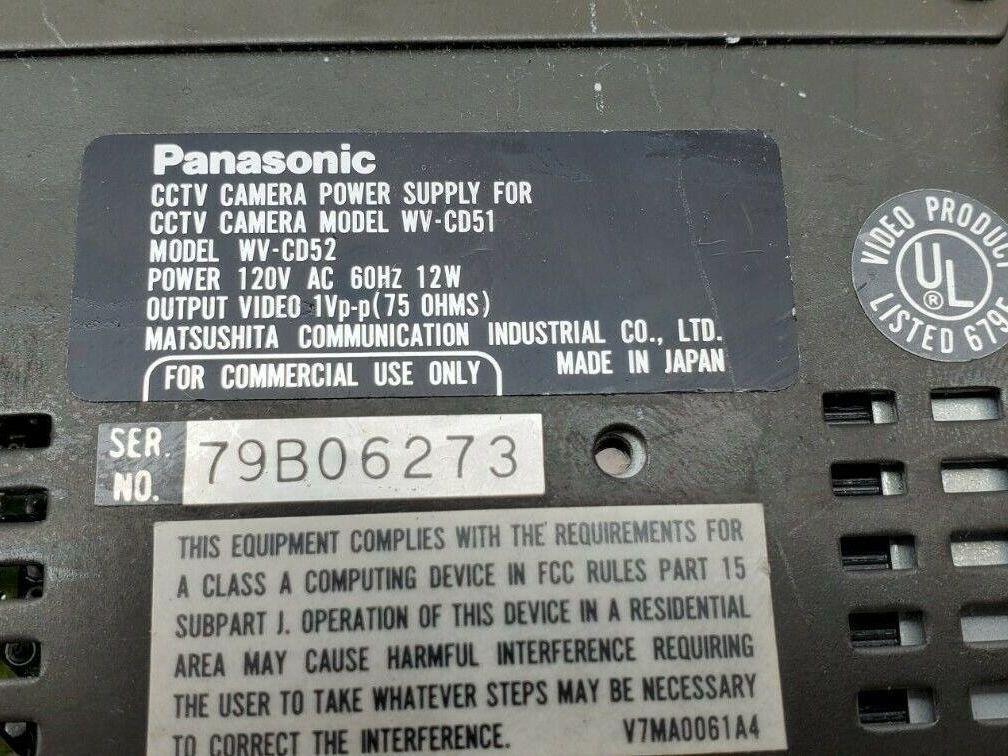 Panasonic
CCTV CAMERA POWER SUPPLY FOR
CCTV CAMERA MODEL WV-CD51
MODEL WV-CD52
POWER 120V AC 60Hz 12W
OUTPUT VIDEO 1Vp-p(75 OHMS)
MATSUSHITA COMMUNICATION INDUSTRIAL CO., LTD.
FOR COMMERCIAL USE ONLY
MADE IN JAPAN
VIDEO PRODUCT
UL
®
LISTED
SER.
NO.
79B06273
THIS EQUIPMENT COMPLIES WITH THE REQUIREMENTS FOR
A CLASS A COMPUTING DEVICE IN FCC RULES PART 15
SUBPART J. OPERATION OF THIS DEVICE IN A RESIDENTIAL
AREA MAY CAUSE HARMFUL INTERFERENCE REQUIRING
THE USER TO TAKE WHATEVER STEPS MAY BE NECESSARY
TO CORRECT THE INTERFERENCE.
V7MA0061A4